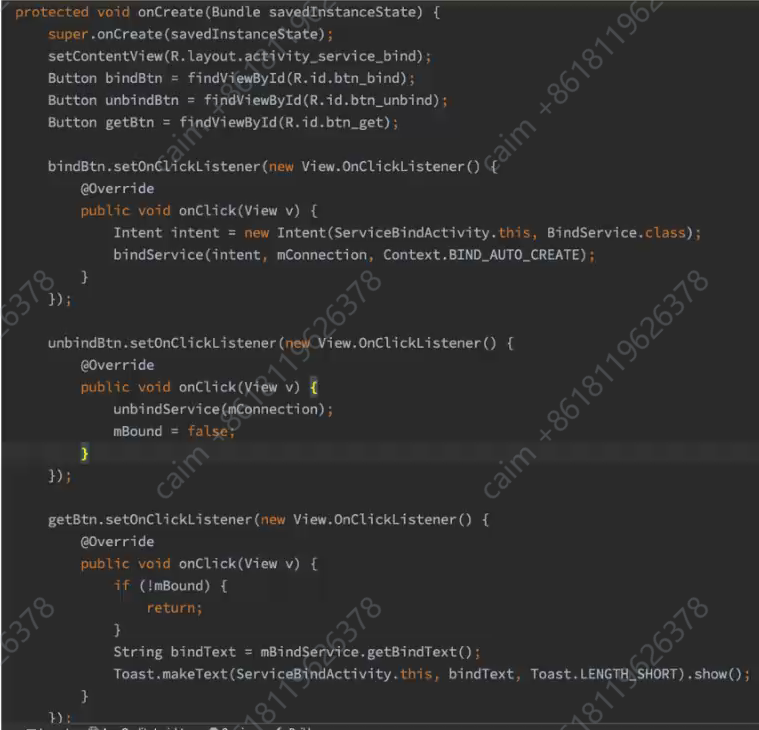 protected void onCreate(Bundle savedInstanceState) {
    super.onCreate(savedInstanceState);
    setContentView(R.layout.activity_service_bind);
    Button bindBtn = findViewById(R.id.btn_bind);
    Button unbindBtn = findViewById(R.id.btn_unbind);
    Button getBtn = findViewById(R.id.btn_get);

    bindBtn.setOnClickListener(new View.OnClickListener() {
        @Override
        public void onClick(View v) {
            Intent intent = new Intent(ServiceBindActivity.this, BindService.class);
            bindService(intent, mConnection, Context.BIND_AUTO_CREATE);
        }
    });

    unbindBtn.setOnClickListener(new View.OnClickListener() {
        @Override
        public void onClick(View v) {
            unbindService(mConnection);
            mBound = false;
        }
    });

    getBtn.setOnClickListener(new View.OnClickListener() {
        @Override
        public void onClick(View v) {
            if (!mBound) {
                return;
            }
            String bindText = mBindService.getBindText();
            Toast.makeText(ServiceBindActivity.this, bindText, Toast.LENGTH_SHORT).show();
        }
    });
caim +8618119626378
caim +8618119626378
caim +8618119626378
caim +8618119626378